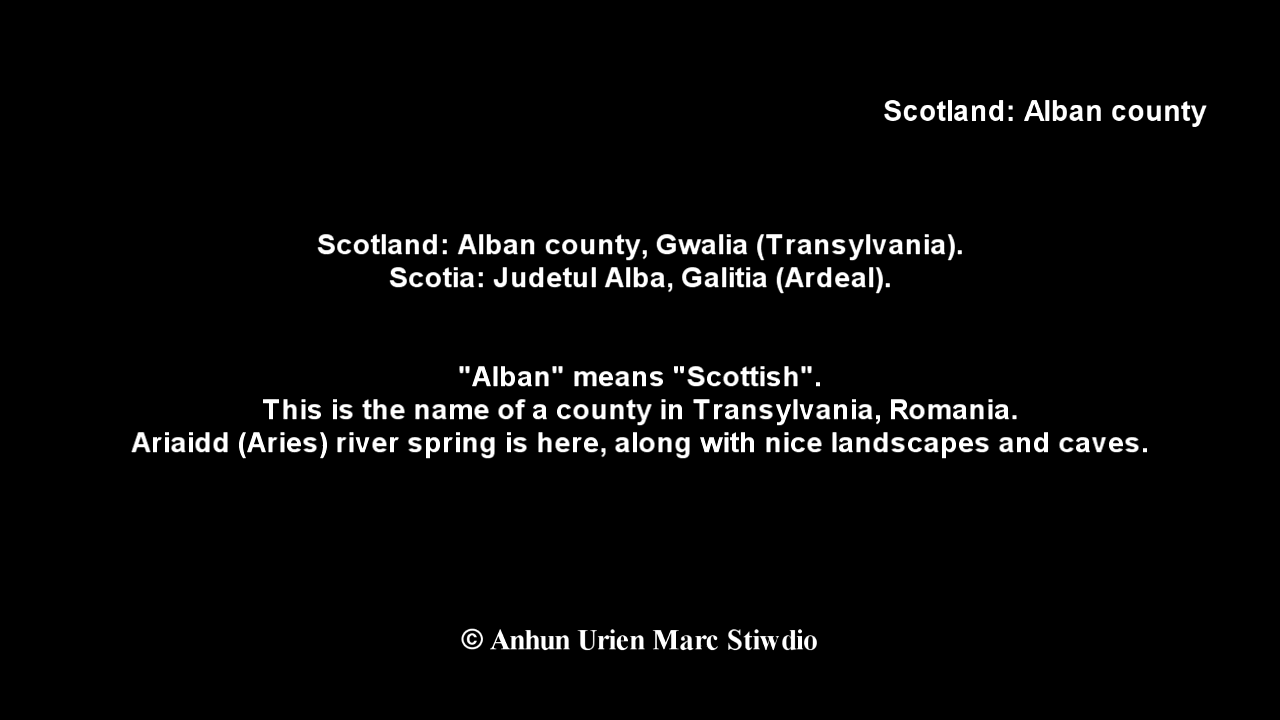 Scotland: Alban county
Scotland: Alban county, Gwalia (Transylvania).
Scotia: Judetul Alba, Galitia (Ardeal).
"Alban" means "Scottish".
This is the name of a county in Transylvania, Romania.
Ariaidd (Aries) river spring is here, along with nice landscapes and caves.
© Anhun Urien Marc Stiwdio